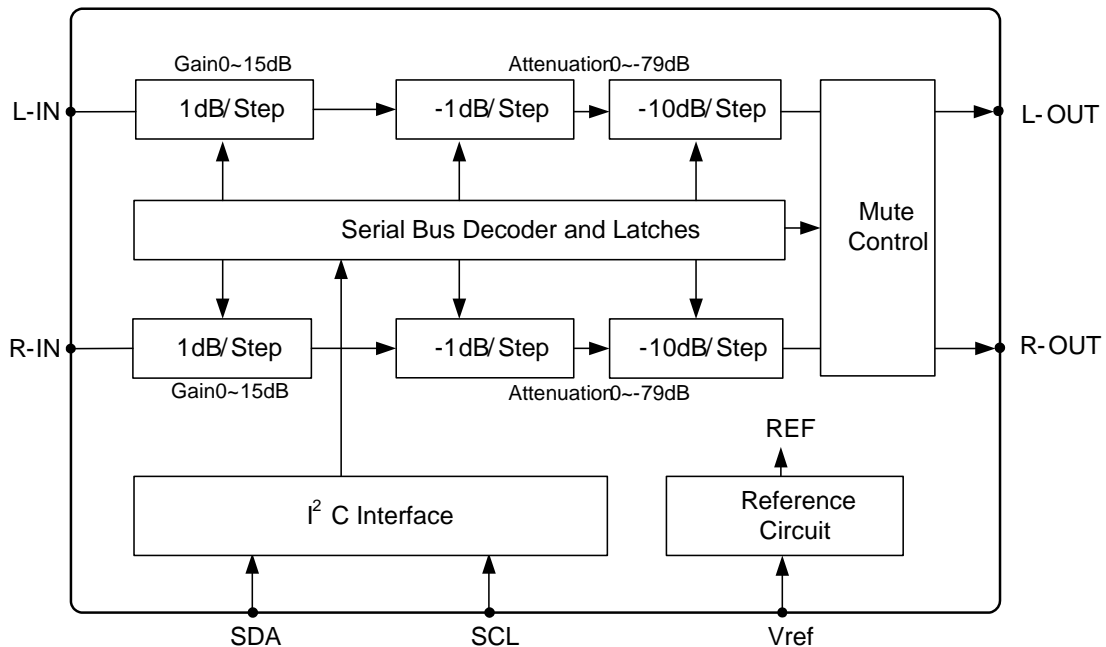 Gain0~15dB
Attenuation0~-79dB
L-IN
1dB/Step
-1dB/Step
-10dB/Step
L-OUT
Serial Bus Decoder and Latches
Mute
Control
R-IN
1dB/Step
-1dB/Step
-10dB/Step
R-OUT
Gain0~15dB
Attenuation0~-79dB
REF
I² C Interface
Reference
Circuit
SDA
SCL
Vref